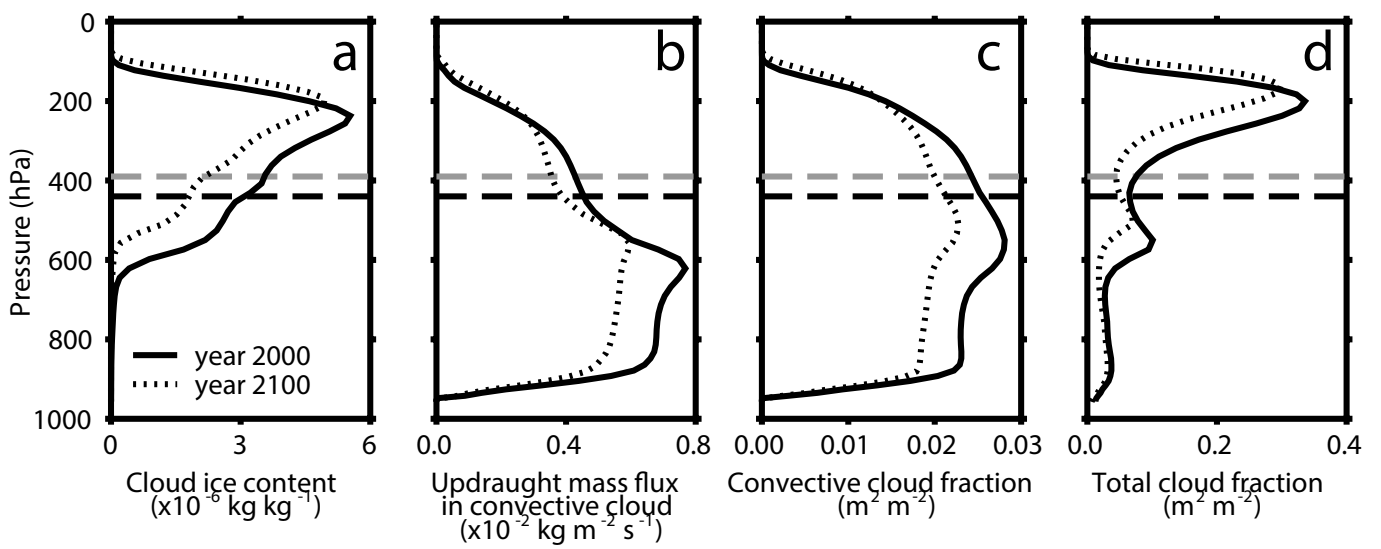 0
200
400
600
800
1000
Pressure (hPa)
a
b
c
d
year 2000
year 2100
0 3 6
0.0 0.4 0.8
0.00 0.01 0.02 0.03
0.0 0.2 0.4
Cloud ice content
(x10⁻⁶ kg kg⁻¹)
Updraught mass flux
in convective cloud
(x10⁻² kg m⁻² s⁻¹)
Convective cloud fraction
(m² m⁻²)
Total cloud fraction
(m² m⁻²)